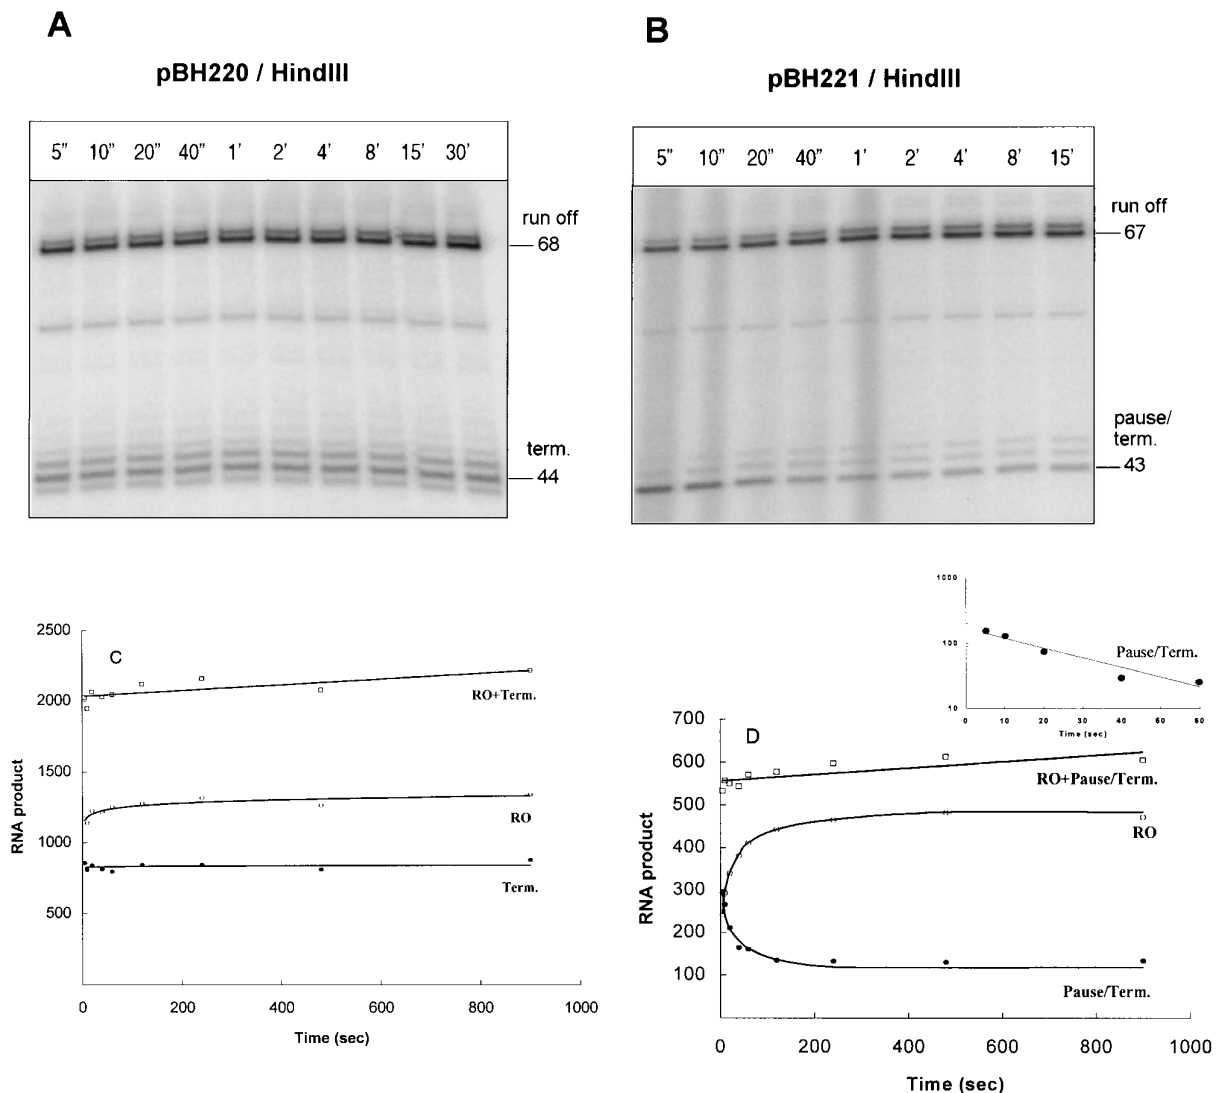 A
pBH220 / HindIII
5” 10” 20” 40” 1’ 2’ 4’ 8’ 15’ 30’
run off
68
term.
44
B
pBH221 / HindIII
5” 10” 20” 40” 1’ 2’ 4’ 8’ 15’
run off
67
pause/
term.
43
C
2500
2000
1500
1000
500
RNA product
RO+Term.
RO
Term.
0 200 400 600 800 1000
Time (sec)
1000
100
10
Pause/Term.
0 10 20 30 40 50 60
Time (sec)
D
700
600
500
400
300
200
100
RNA product
RO+Pause/Term.
RO
Pause/Term.
0 200 400 600 800 1000
Time (sec)